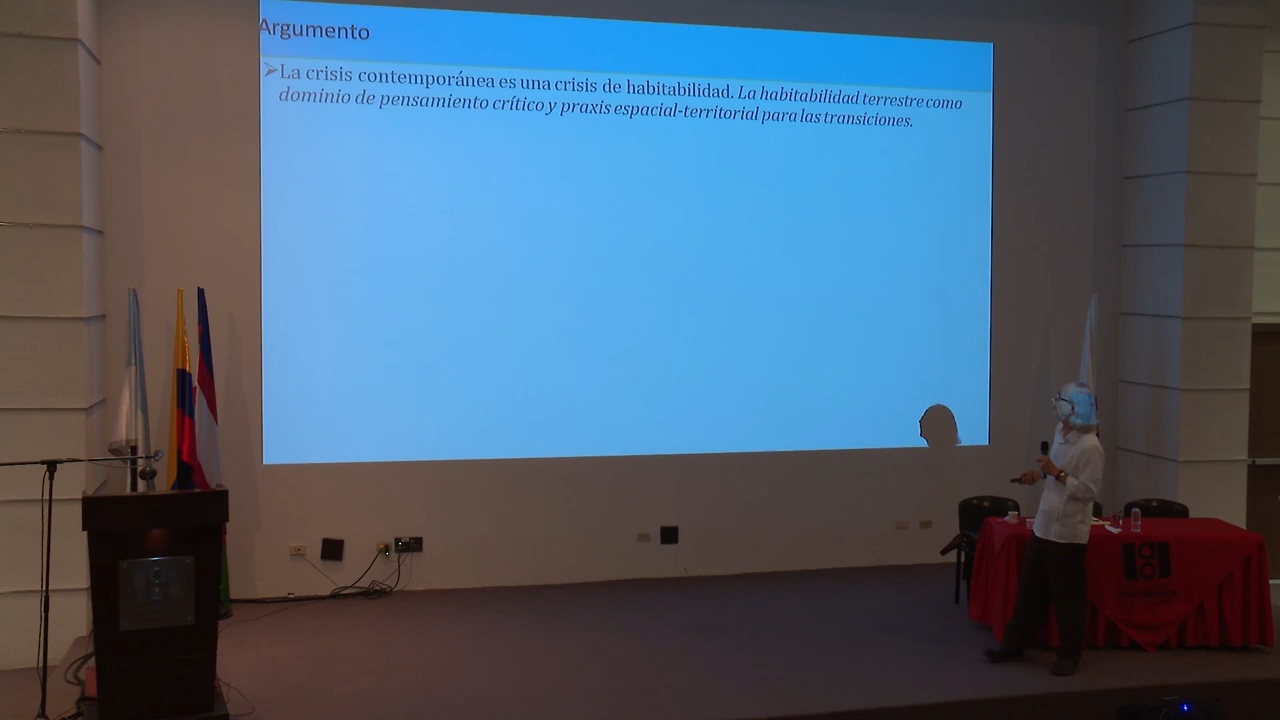 Argumento
➢La crisis contemporánea es una crisis de habitabilidad. La habitabilidad terrestre como
dominio de pensamiento crítico y praxis espacial-territorial para las transiciones.